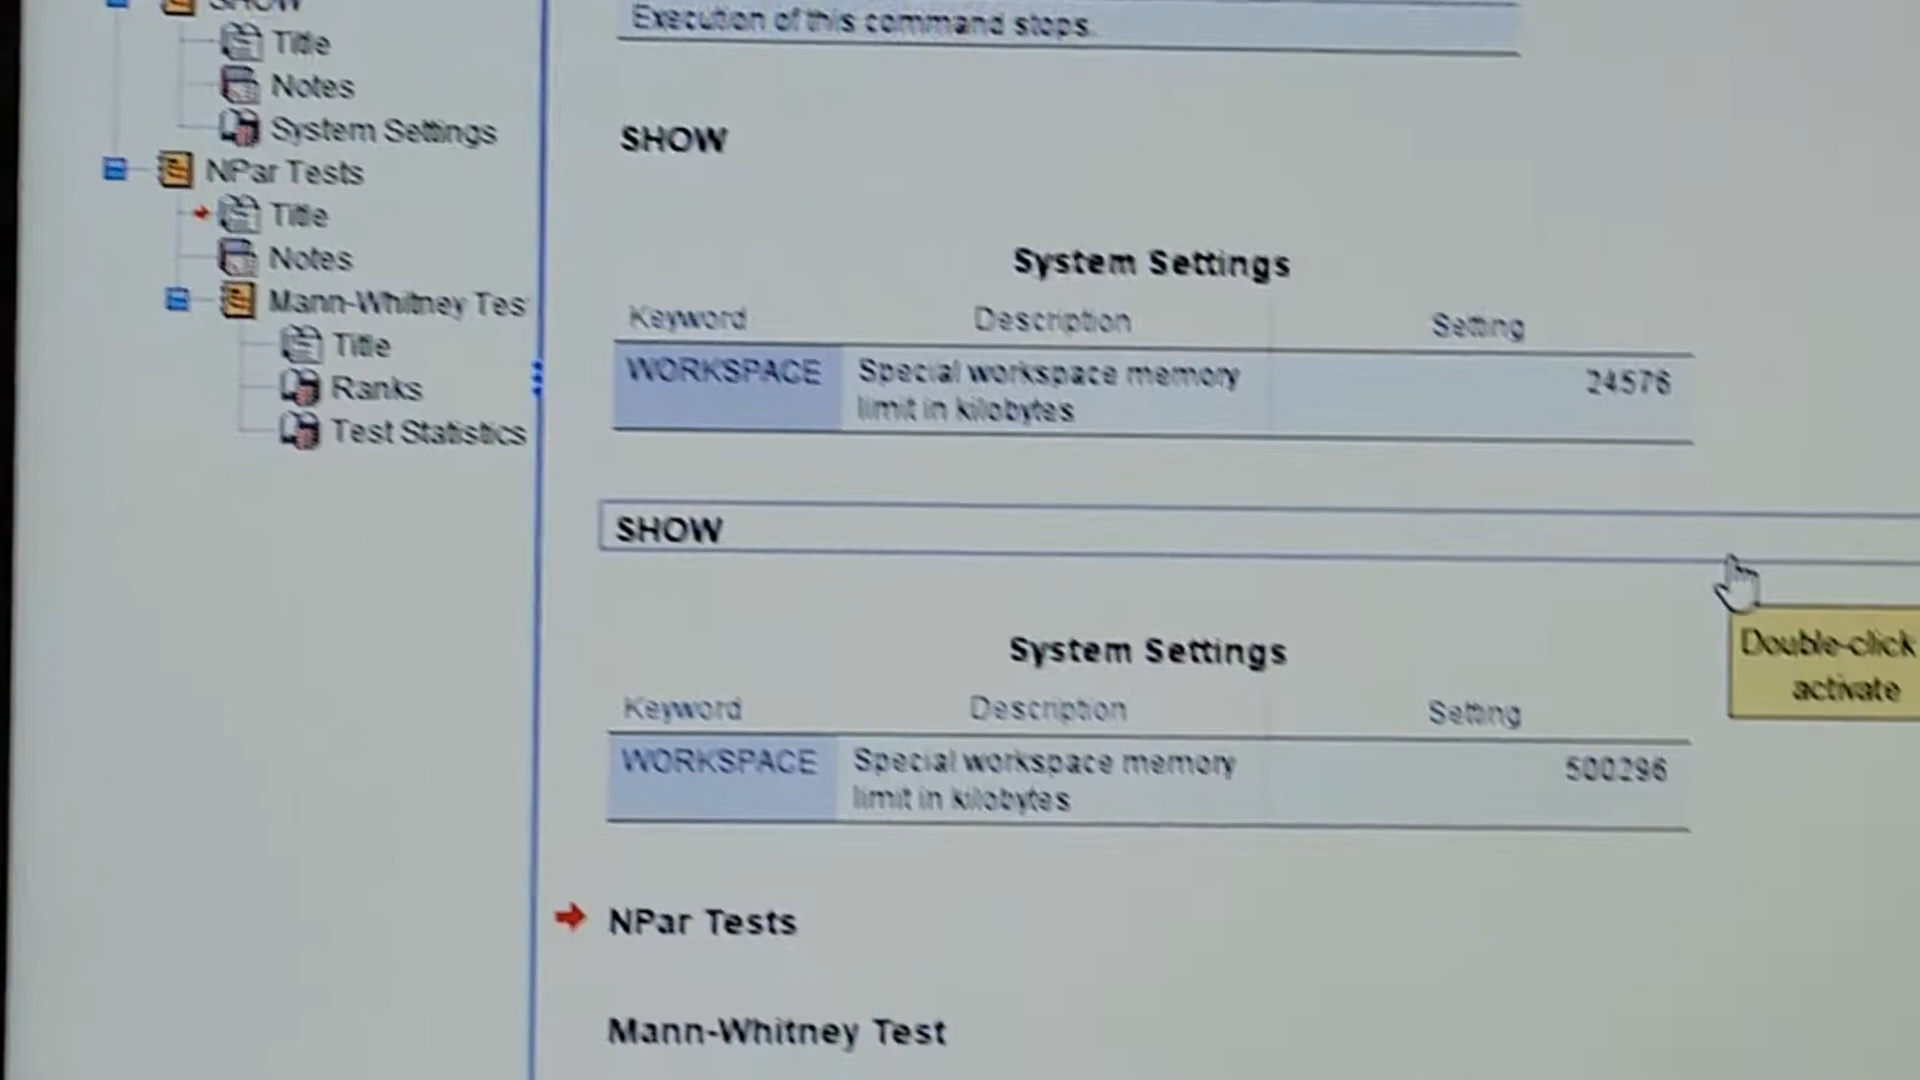 SHOW
Title
Notes
System Settings
NPar Tests
Title
Notes
Mann-Whitney Tes
Title
Ranks
Test Statistics
Execution of this command stops.
SHOW
System Settings
Keyword Description Setting
WORKSPACE Special workspace memory 24576
limit in kilobytes
SHOW
Double-click
activate
System Settings
Keyword Description Setting
WORKSPACE Special workspace memory 500296
limit in kilobytes
NPar Tests
Mann-Whitney Test